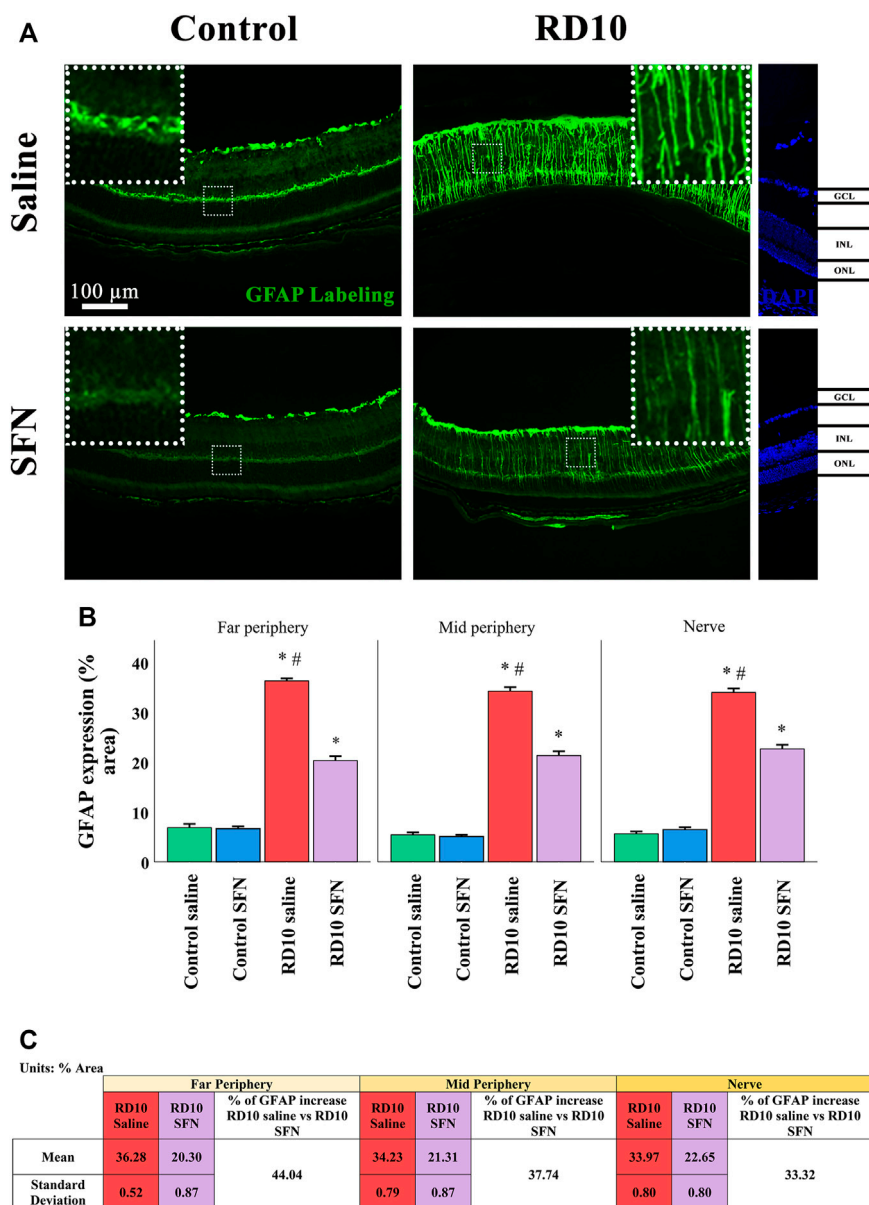 A
Control RD10
Saline
GFAP Labeling
100 µm
DAPI
GCL
INL
ONL
SFN
GCL
INL
ONL
B
Far periphery Mid periphery Nerve
GFAP expression (% area)
40
30
20
10
0
* # *
* # *
* # *
Control saline Control SFN RD10 saline RD10 SFN
Control saline Control SFN RD10 saline RD10 SFN
Control saline Control SFN RD10 saline RD10 SFN
C
Units: % Area
Far Periphery Mid Periphery Nerve
RD10 Saline RD10 SFN % of GFAP increase RD10 saline vs RD10 SFN RD10 Saline RD10 SFN % of GFAP increase RD10 saline vs RD10 SFN RD10 Saline RD10 SFN % of GFAP increase RD10 saline vs RD10 SFN
Mean 36.28 20.30 44.04 34.23 21.31 37.74 33.97 22.65 33.32
Standard Deviation 0.52 0.87 0.79 0.87 0.80 0.80